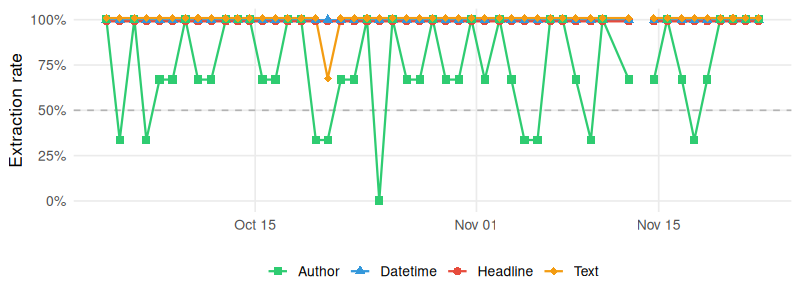 Extraction rate
100%
75%
50%
25%
0%
Oct 15
Nov 01
Nov 15
Author Datetime Headline Text